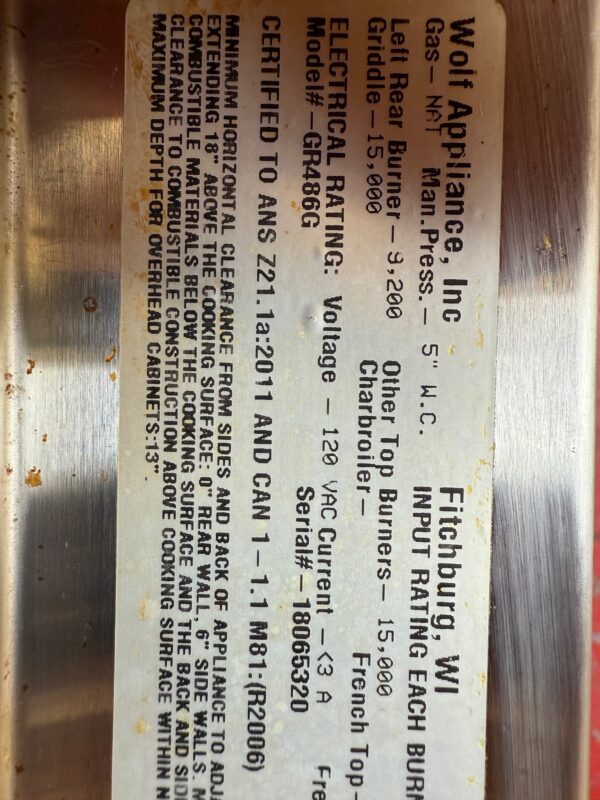 Wolf Appliance, Inc Fitchburg, WI
Gas- NAT Man.Press.- 5" W.C. INPUT RATING EACH BURN
Left Rear Burner - 9,200 Other Top Burners- 15,000
Griddle-15,000 Charbroiler- French Top-
ELECTRICAL RATING: Voltage - 120 VAC Current - <3 A Fre
Model# -GR486G Serial# - 18065320
CERTIFIED TO ANS Z21.1a:2011 AND CAN 1-1.1 M81:(R2006)
MINIMUM HORIZONTAL CLEARANCE FROM SIDES AND BACK OF APPLIANCE TO ADJA
EXTENDING 18" ABOVE THE COOKING SURFACE: 0" REAR WALL, 6" SIDE WALLS M
COMBUSTIBLE MATERIALS BELOW THE COOKING SURFACE AND THE BACK AND SID
CLEARANCE TO COMBUSTIBLE CONSTRUCTION ABOVE COOKING SURFACE WITHIN N
MAXIMUM DEPTH FOR OVERHEAD CABINETS:13".